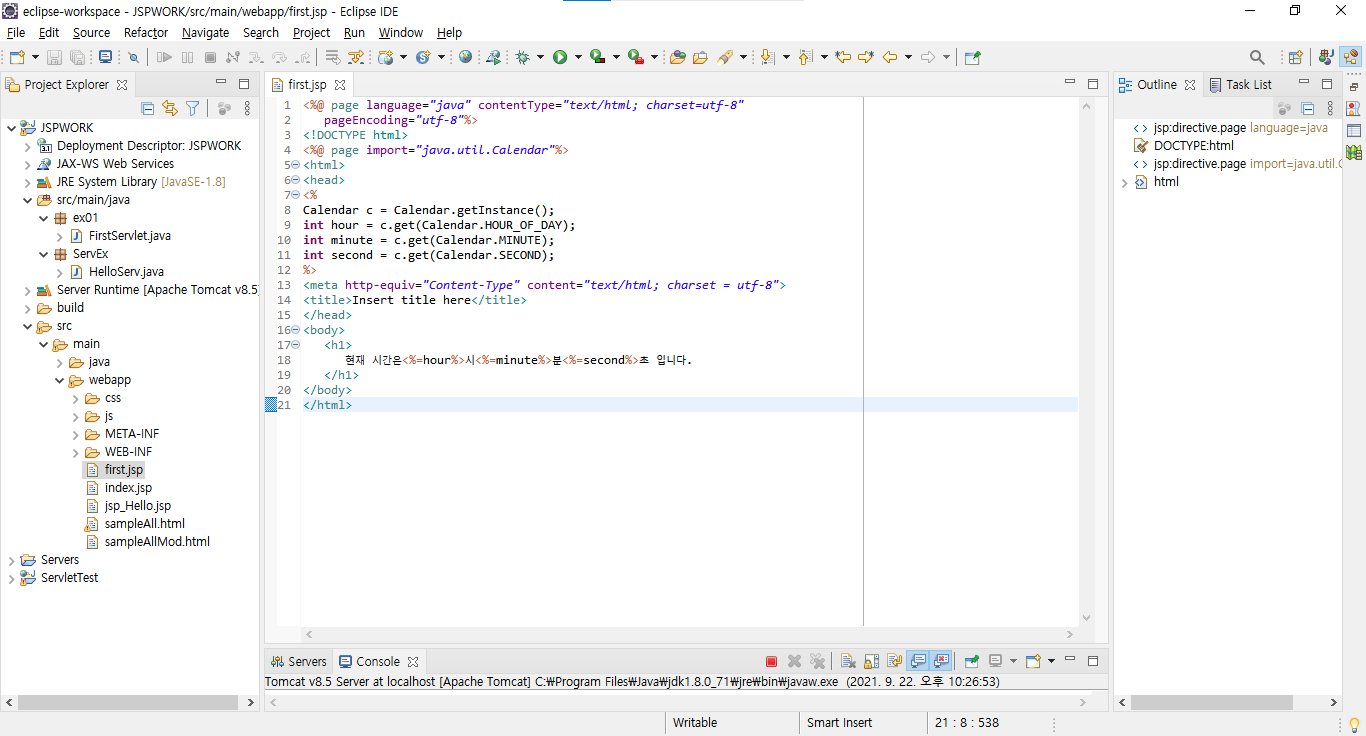 eclipse-workspace - JSPWORK/src/main/webapp/first.jsp - Eclipse IDE
File Edit Source Refactor Navigate Search Project Run Window Help
Project Explorer
JSPWORK
Deployment Descriptor: JSPWORK
JAX-WS Web Services
JRE System Library [JavaSE-1.8]
src/main/java
ex01
FirstServlet.java
ServEx
HelloServ.java
Server Runtime [Apache Tomcat v8.5
build
src
main
java
webapp
css
js
META-INF
WEB-INF
first.jsp
index.jsp
jsp_Hello.jsp
sampleAll.html
sampleAllMod.html
Servers
ServletTest
first.jsp
1 <%@ page language="java" contentType="text/html; charset=utf-8"
2 pageEncoding="utf-8"%>
3 <!DOCTYPE html>
4 <%@ page import="java.util.Calendar"%>
5 <html>
6 <head>
7 <%
8 Calendar c = Calendar.getInstance();
9 int hour = c.get(Calendar.HOUR_OF_DAY);
10 int minute = c.get(Calendar.MINUTE);
11 int second = c.get(Calendar.SECOND);
12 %>
13 <meta http-equiv="Content-Type" content="text/html; charset = utf-8">
14 <title>Insert title here</title>
15 </head>
16 <body>
17 <h1>
18 현재 시간은<%=hour%>시<%=minute%>분<%=second%>초 입니다.
19 </h1>
20 </body>
21 </html>
Outline Task List
jsp:directive.page language=java
DOCTYPE:html
jsp:directive.page import=java.util.C
html
Servers Console
Tomcat v8.5 Server at localhost [Apache Tomcat] C:₩Program Files₩Java₩jdk1.8.0_71₩jre₩bin₩javaw.exe (2021. 9. 22. 오후 10:26:53)
Writable Smart Insert 21 : 8 : 538